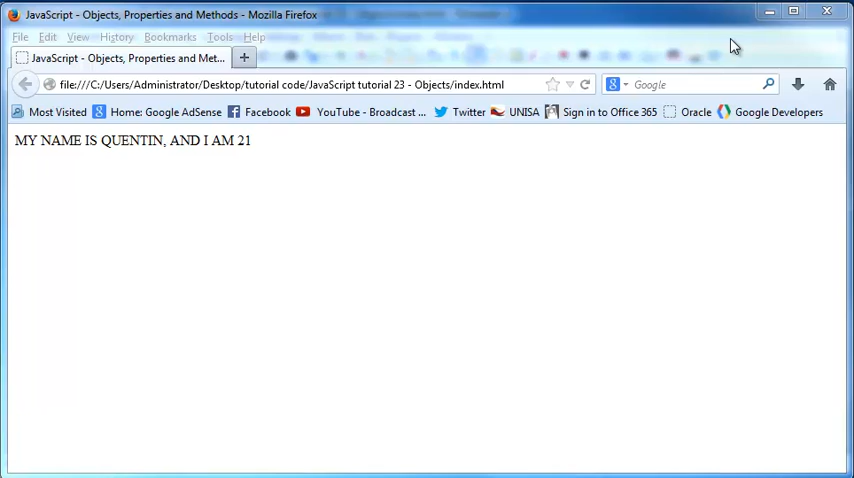 JavaScript - Objects, Properties and Methods - Mozilla Firefox
File Edit View History Bookmarks Tools Help
JavaScript - Objects, Properties and Met...
file:///C:/Users/Administrator/Desktop/tutorial code/JavaScript tutorial 23 - Objects/index.html Google
Most Visited Home: Google AdSense Facebook YouTube - Broadcast ... Twitter UNISA Sign in to Office 365 Oracle Google Developers
MY NAME IS QUENTIN, AND I AM 21